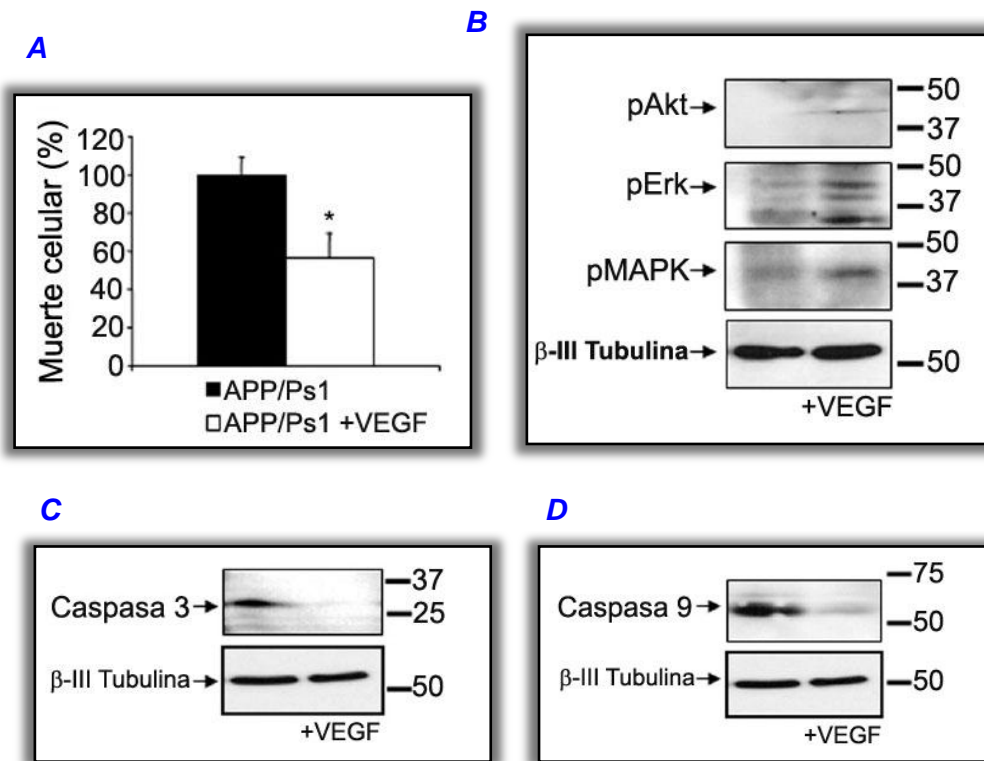 A
Muerte celular (%)
120
100
80
60
40
20
0
*
■APP/Ps1
□APP/Ps1 +VEGF
B
pAkt→
50
37
pErk→
50
37
pMAPK→
50
37
β-III Tubulina→
50
+VEGF
C
Caspasa 3→
37
25
β-III Tubulina→
50
+VEGF
D
Caspasa 9→
75
50
β-III Tubulina→
50
+VEGF